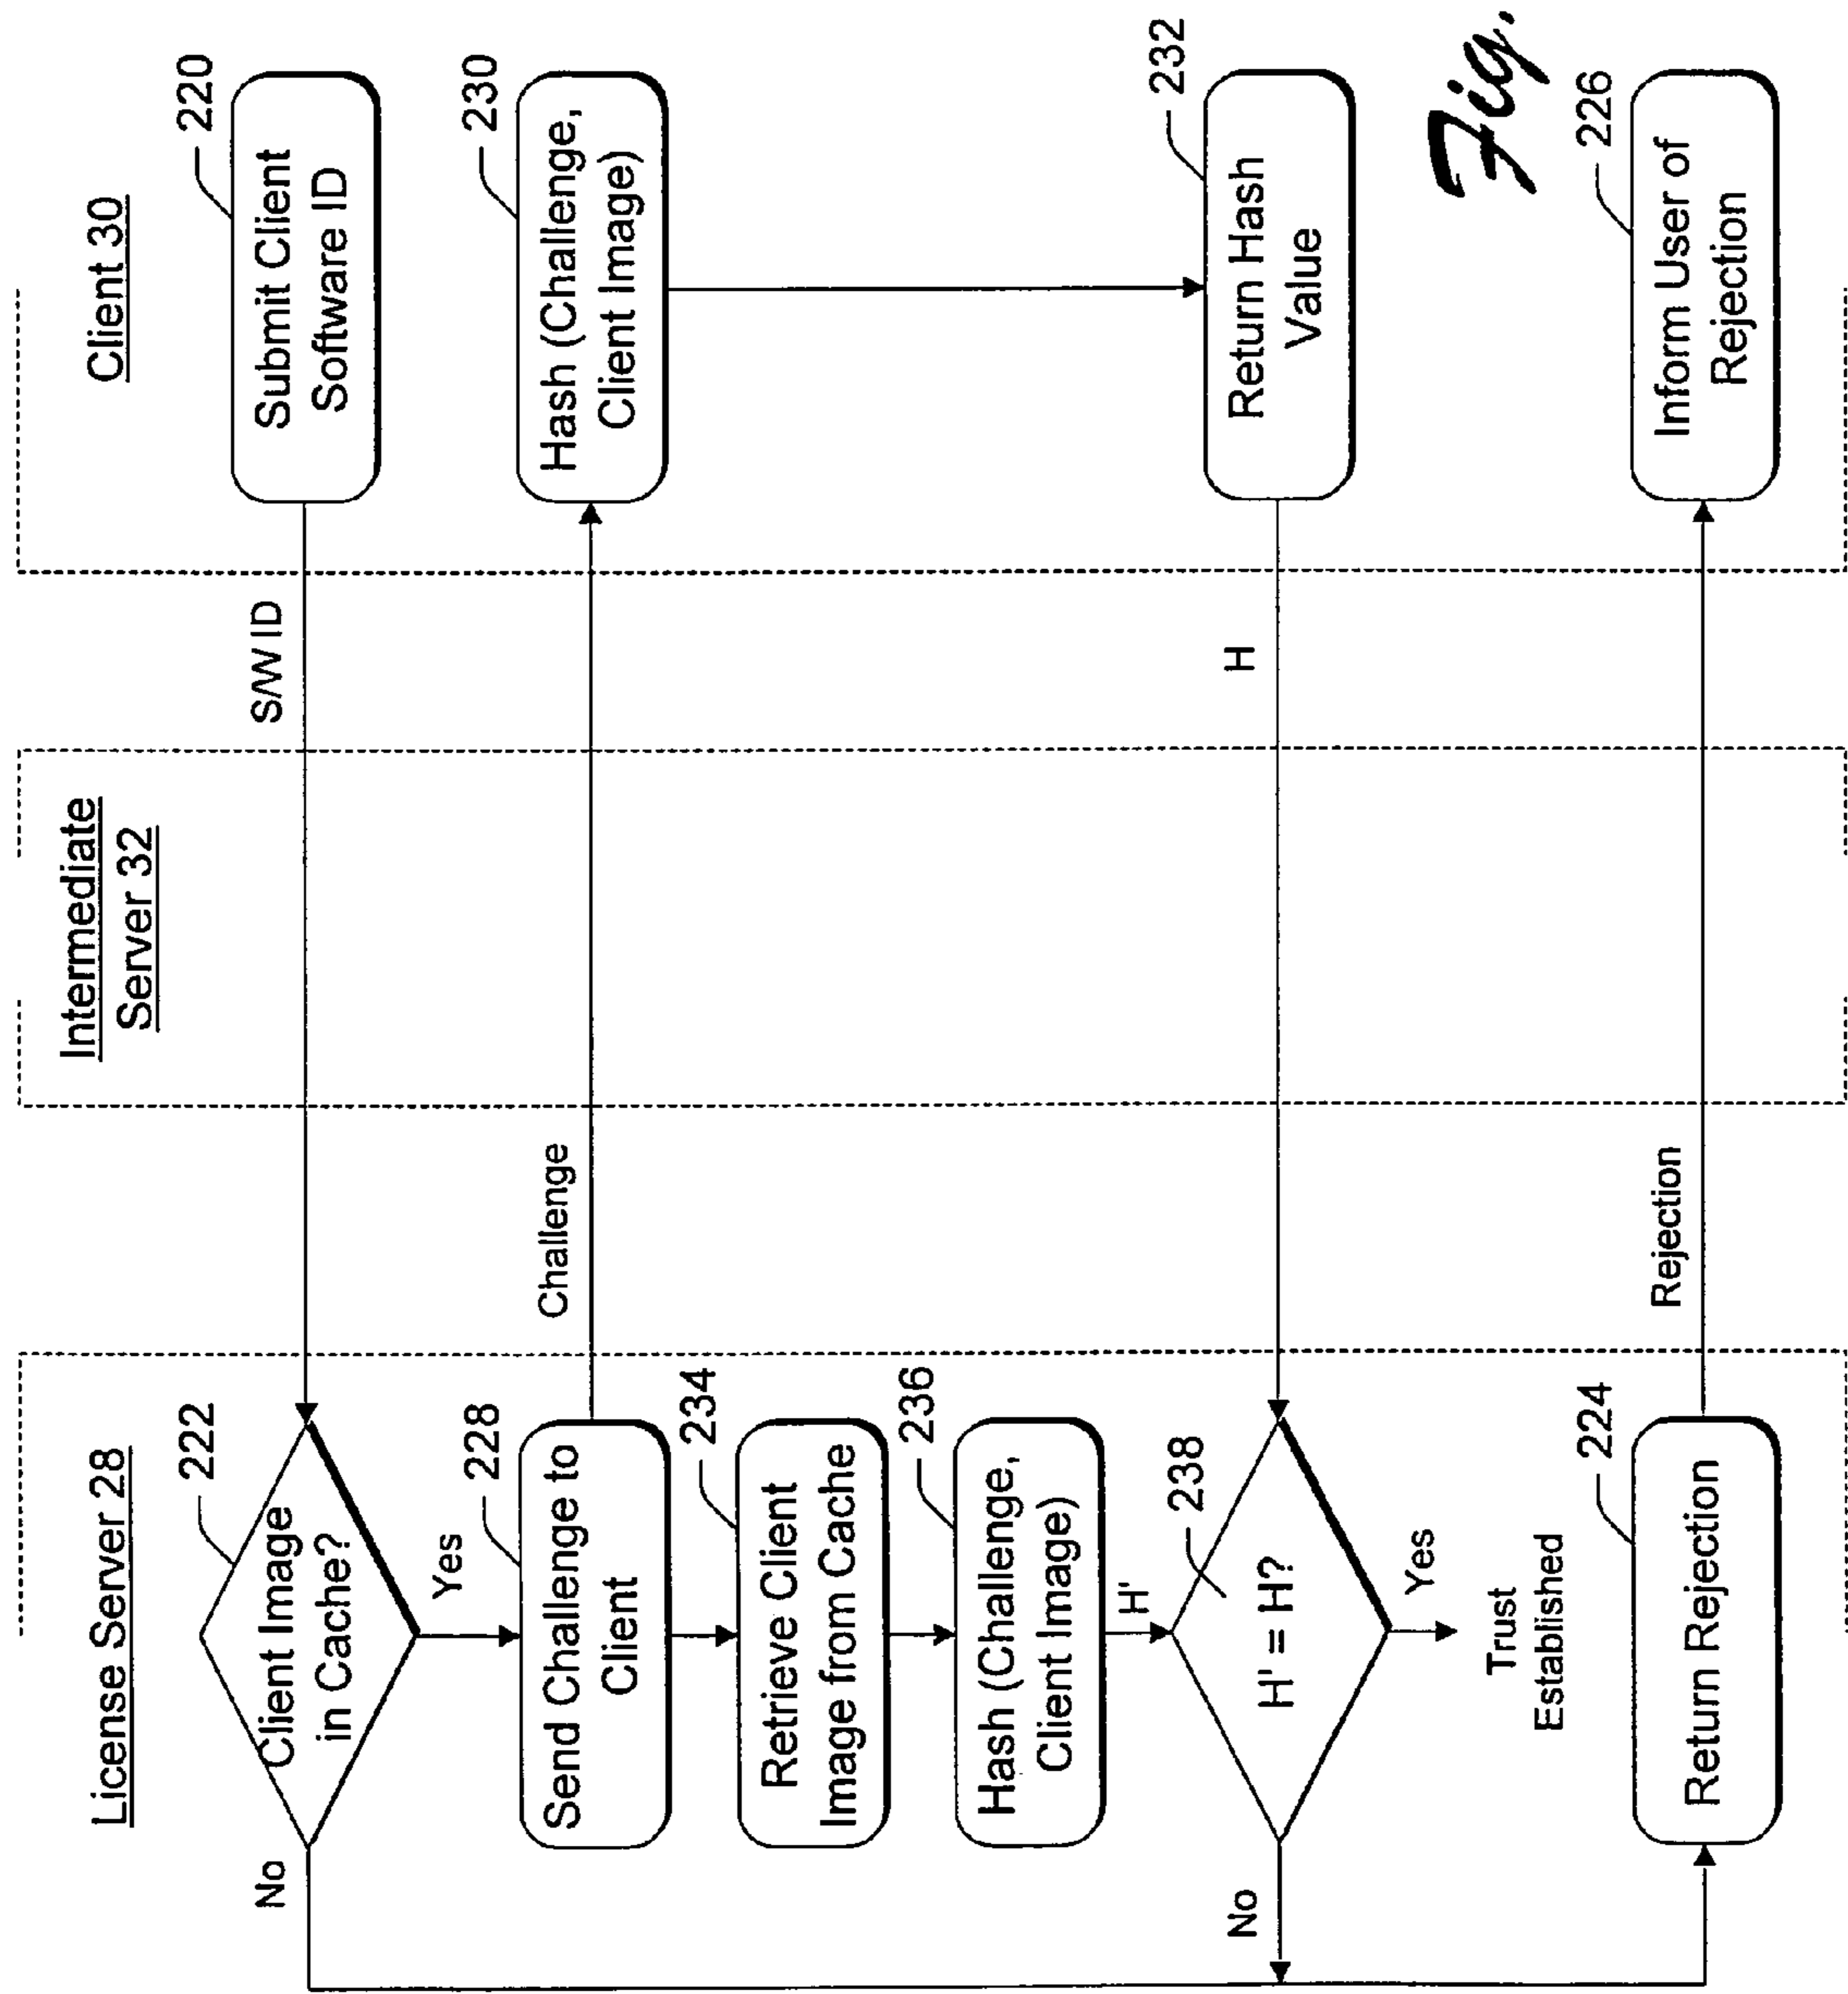 License Server 28
Intermediate
Server 32
Client 30
222
Client Image
in Cache?
No
Yes
S/W ID
220
Submit Client
Software ID
228
Send Challenge to
Client
Challenge
230
Hash (Challenge,
Client Image)
234
Retrieve Client
Image from Cache
236
Hash (Challenge,
Client Image)
H'
238
H' = H?
No
Yes
H
232
Return Hash
Value
Trust
Established
224
Return Rejection
Rejection
226
Inform User of
Rejection
Fig.